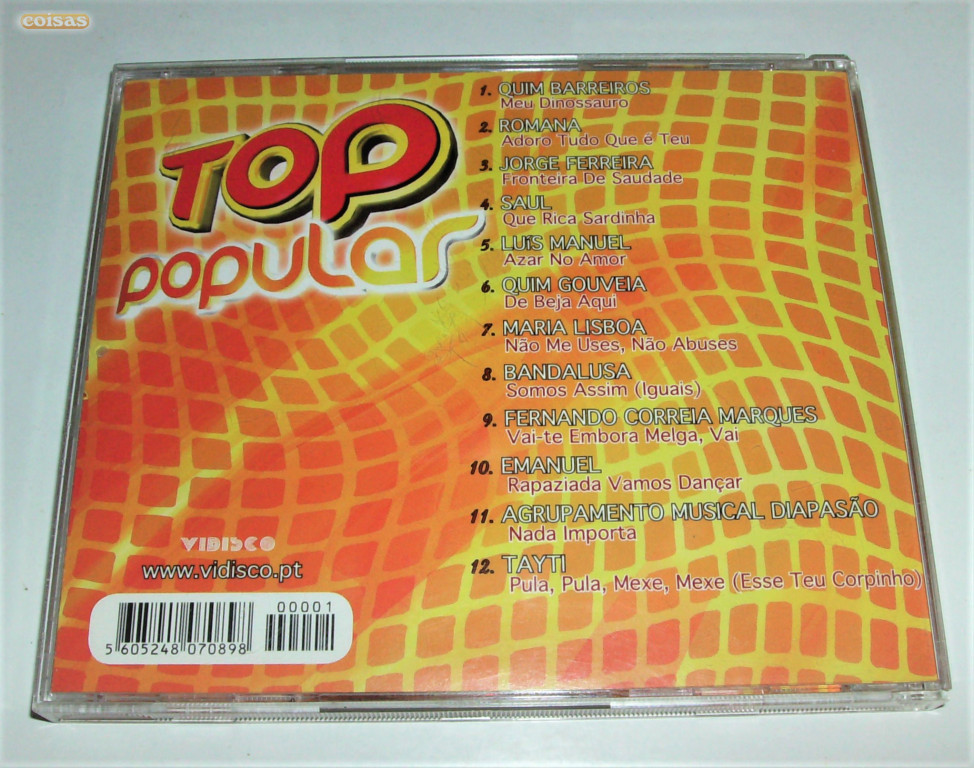 coisas
TOP
popular
1. QUIM BARREIROS
Meu Dinossauro
2. ROMANA
Adoro Tudo Que é Teu
3. JORGE FERREIRA
Fronteira De Saudade
4. SAUL
Que Rica Sardinha
5. LUíS MANUEL
Azar No Amor
6. QUIM GOUVEIA
De Beja Aqui
7. MARIA LISBOA
Não Me Uses, Não Abuses
8. BANDALUSA
Somos Assim (Iguais)
9. FERNANDO CORREIA MARQUES
Vai-te Embora Melga, Vai
10. EMANUEL
Rapaziada Vamos Dançar
11. AGRUPAMENTO MUSICAL DIAPASÃO
Nada Importa
12. TAYTI
Pula, Pula, Mexe, Mexe (Esse Teu Corpinho)
VIDISCO
www.vidisco.pt
00001
5 605248 070898